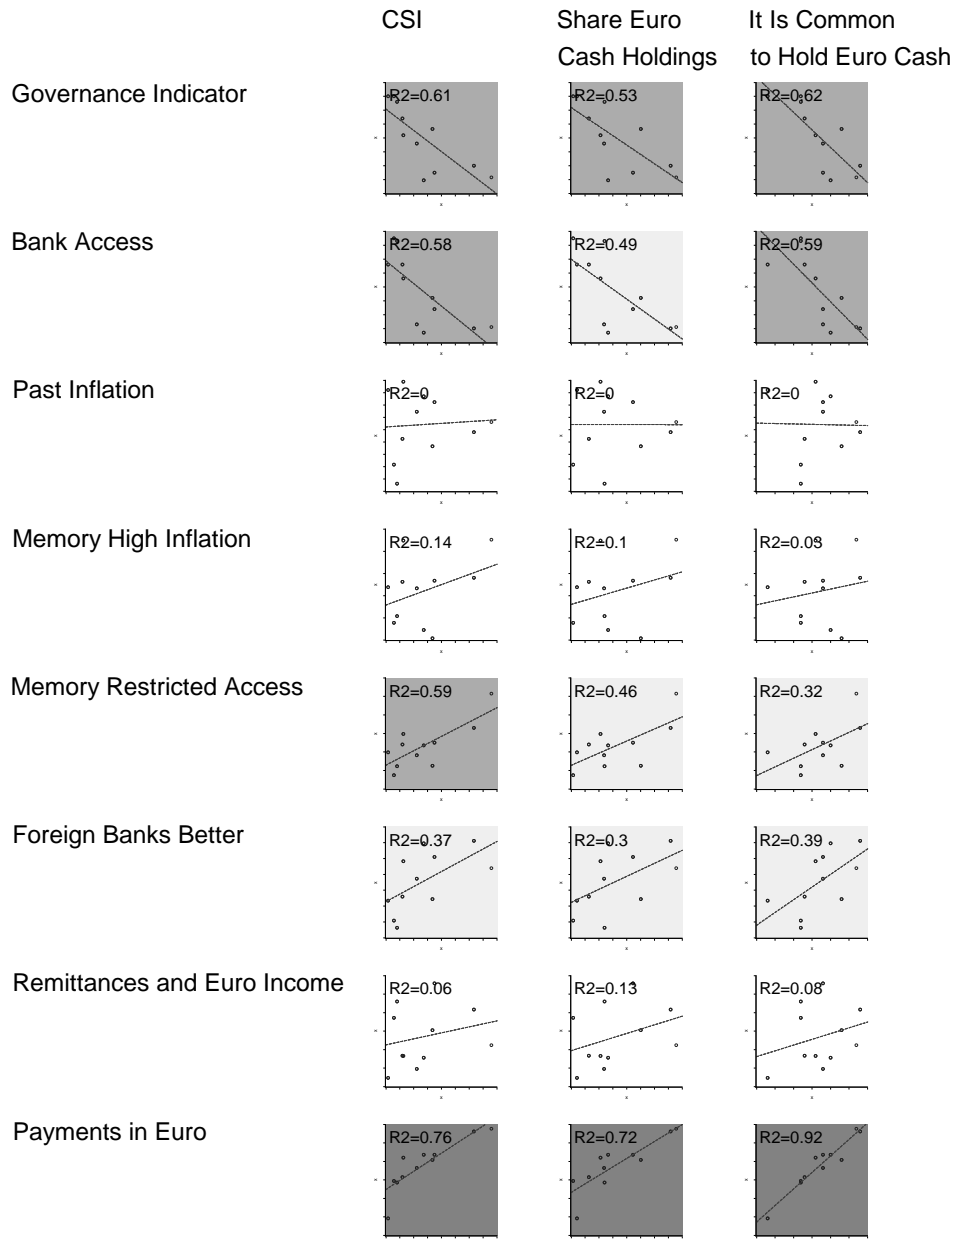 CSI Share Euro It Is Common
Cash Holdings to Hold Euro Cash
Governance Indicator R2=0.61 R2=0.53 R2=0.62
Bank Access R2=0.58 R2=0.49 R2=0.59
Past Inflation R2=0 R2=0 R2=0
Memory High Inflation R2=0.14 R2=0.1 R2=0.03
Memory Restricted Access R2=0.59 R2=0.46 R2=0.32
Foreign Banks Better R2=0.37 R2=0.3 R2=0.39
Remittances and Euro Income R2=0.06 R2=0.13 R2=0.08
Payments in Euro R2=0.76 R2=0.72 R2=0.92